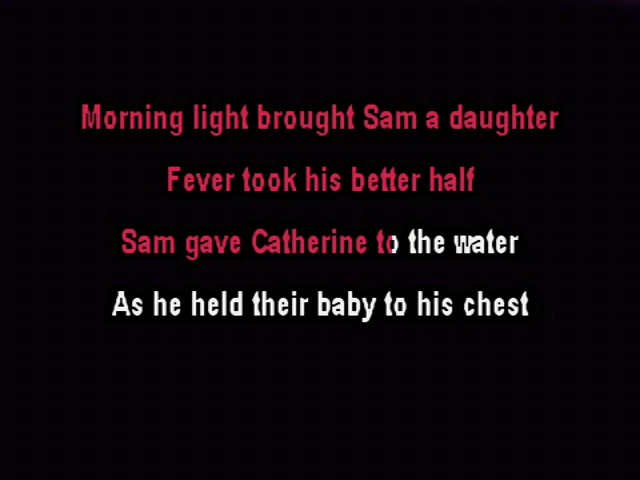 Morning light brought Sam a daughter
Fever took his better half
Sam gave Catherine to the water
As he held their baby to his chest